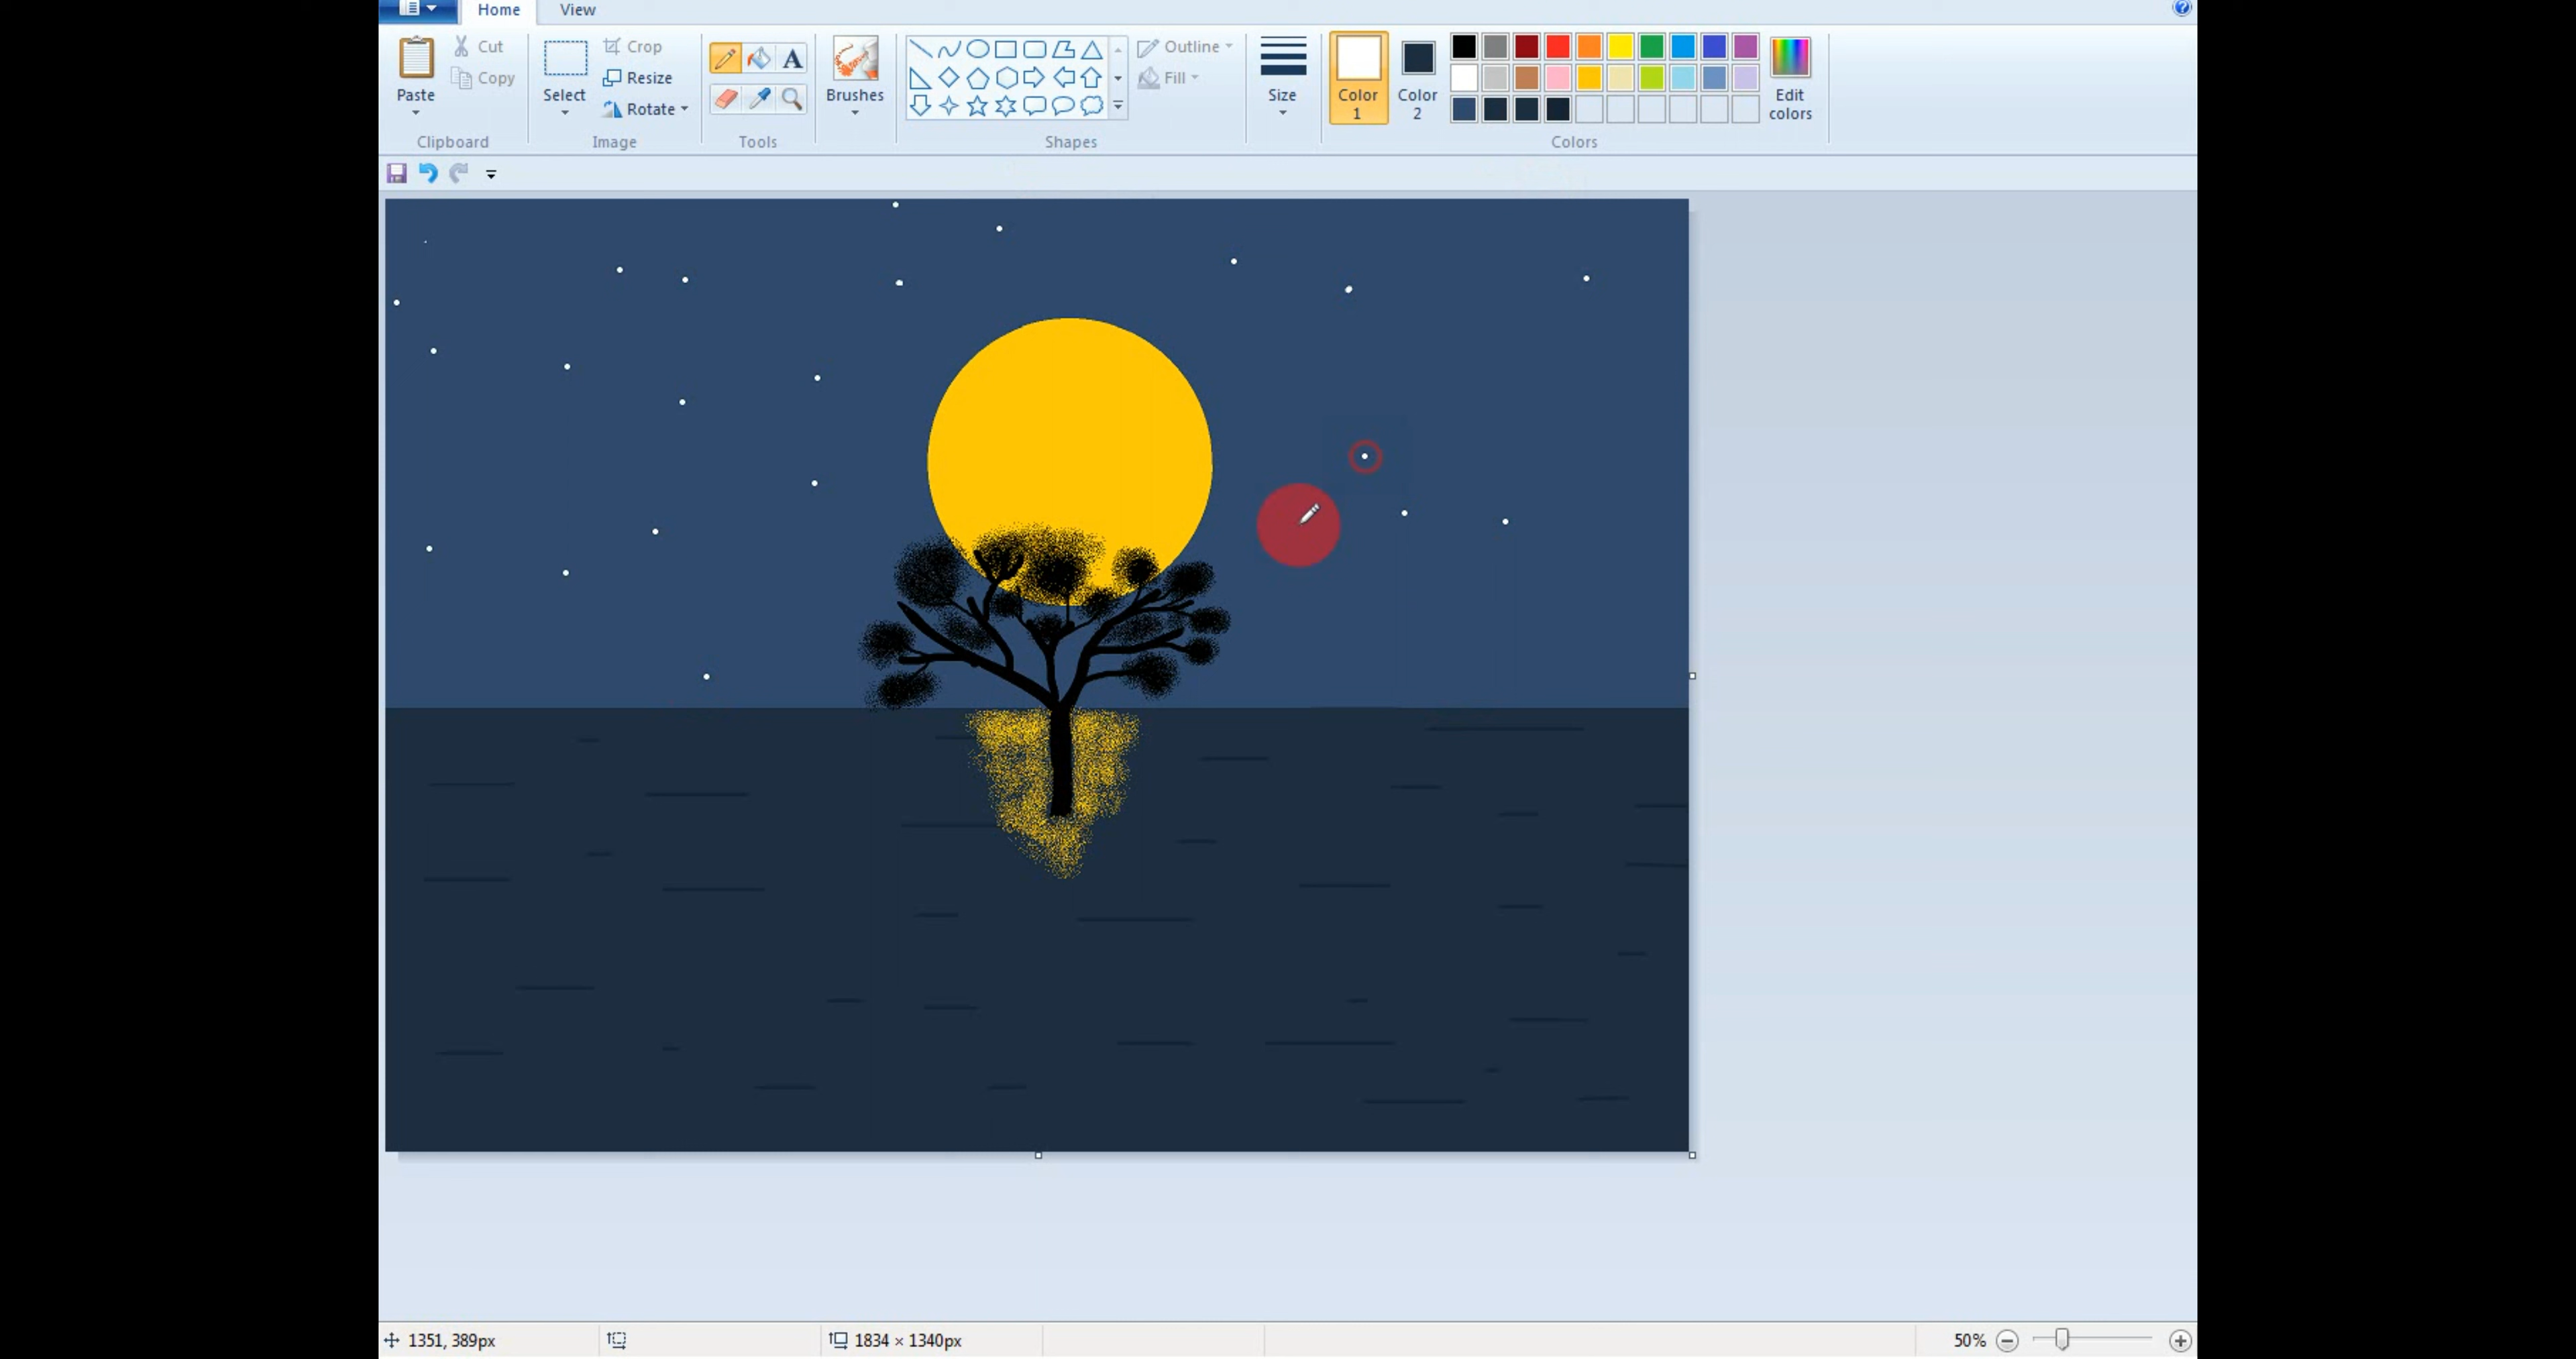 Home View
Paste Cut Copy
Clipboard
Select Crop Resize Rotate
Image
A
Tools
Brushes
Outline Fill
Shapes
Size
Color 1 Color 2
Edit colors
Colors
1351, 389px
1834 × 1340px
50%